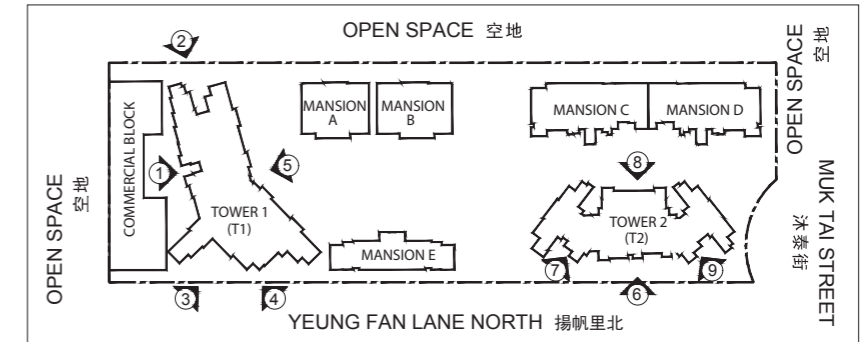 OPEN SPACE 空地
2
OPEN SPACE
空地
COMMERCIAL BLOCK
MANSION
A
MANSION
B
MANSION C
MANSION D
1
5
8
OPEN SPACE
空地
TOWER 1
(T1)
TOWER 2
(T2)
MUK TAI STREET
沐泰街
MANSION E
7
9
3
4
6
YEUNG FAN LANE NORTH 揚帆里北